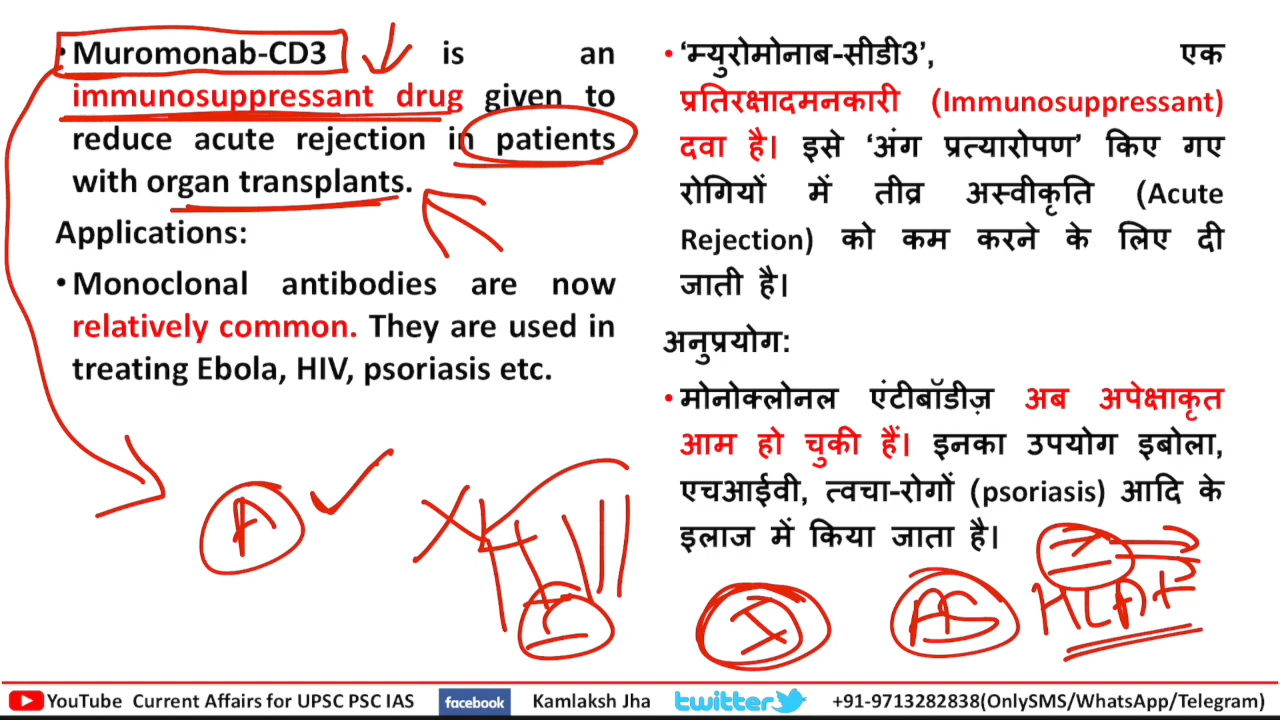 • Muromonab-CD3 is an
immunosuppressant drug given to
reduce acute rejection in patients
with organ transplants.
Applications:
• Monoclonal antibodies are now
relatively common. They are used in
treating Ebola, HIV, psoriasis etc.
• ‘म्युरोमोनाब-सीडी3’, एक
प्रतिरक्षादमनकारी (Immunosuppressant)
दवा है। इसे ‘अंग प्रत्यारोपण’ किए गए
रोगियों में तीव्र अस्वीकृति (Acute
Rejection) को कम करने के लिए दी
जाती है।
अनुप्रयोग:
• मोनोक्लोनल एंटीबॉडीज़ अब अपेक्षाकृत
आम हो चुकी हैं। इनका उपयोग इबोला,
एचआईवी, त्वचा-रोगों (psoriasis) आदि के
इलाज में किया जाता है।
A
I
AS
YouTube Current Affairs for UPSC PSC IAS facebook Kamlaksh Jha twitter +91-9713282838(OnlySMS/WhatsApp/Telegram)